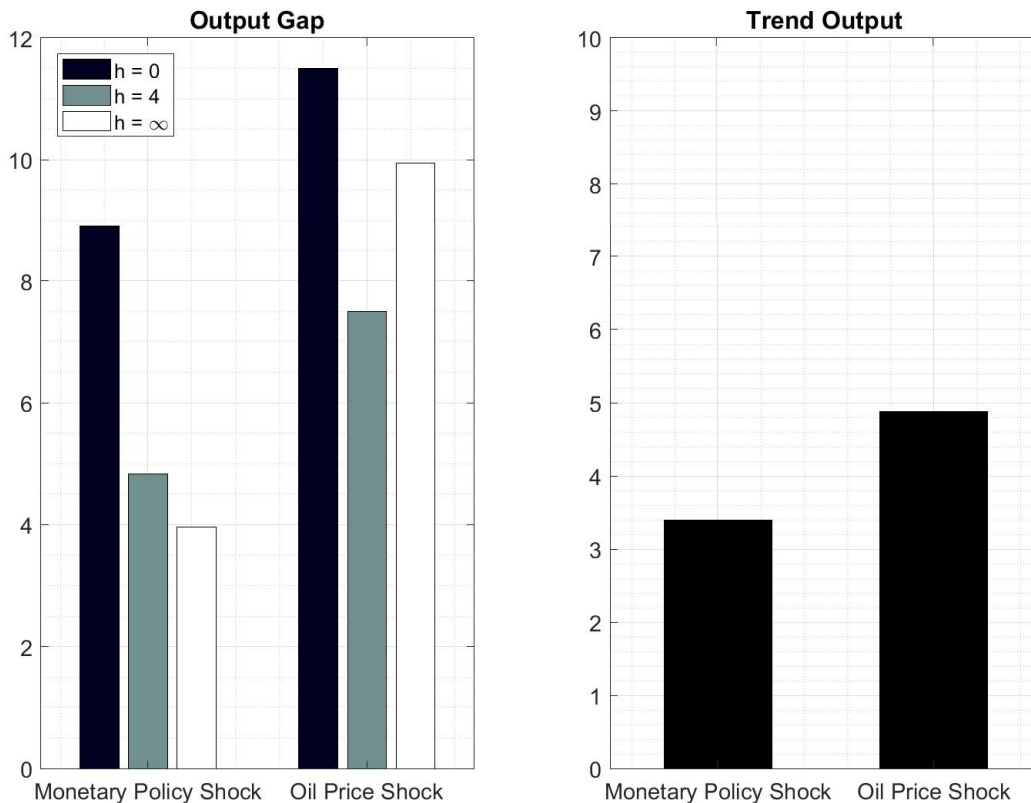 Output Gap
12
10
8
6
4
2
0
h = 0
h = 4
h = ∞
Monetary Policy Shock
Oil Price Shock
Trend Output
10
9
8
7
6
5
4
3
2
1
0
Monetary Policy Shock
Oil Price Shock